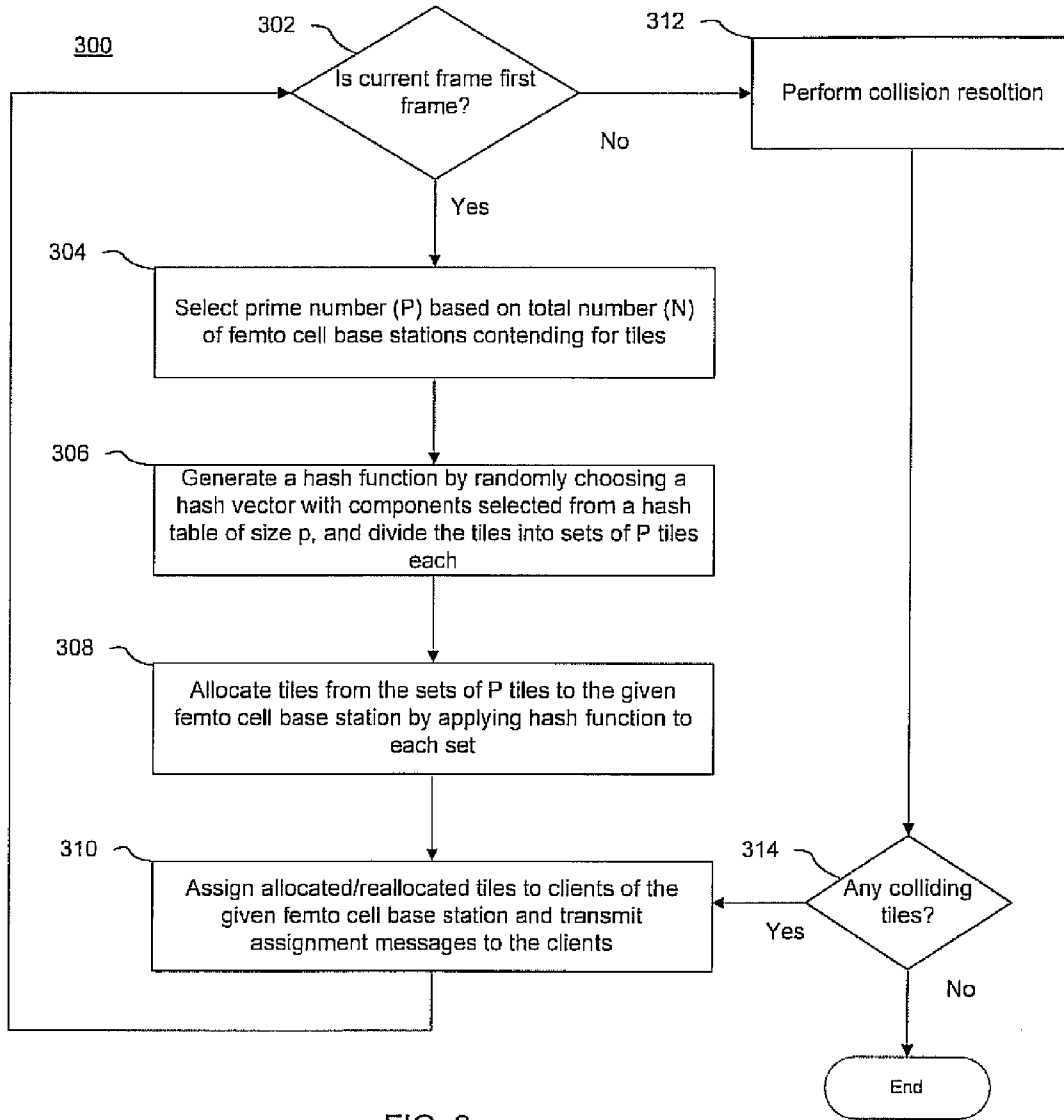 300
302
Is current frame first
frame?
No
Yes
312
Perform collision resoltion
304
Select prime number (P) based on total number (N)
of femto cell base stations contending for tiles
306
Generate a hash function by randomly choosing a
hash vector with components selected from a hash
table of size p, and divide the tiles into sets of P tiles
each
308
Allocate tiles from the sets of P tiles to the given
femto cell base station by applying hash function to
each set
310
Assign allocated/reallocated tiles to clients of the
given femto cell base station and transmit
assignment messages to the clients
314
Any colliding
tiles?
Yes
No
End